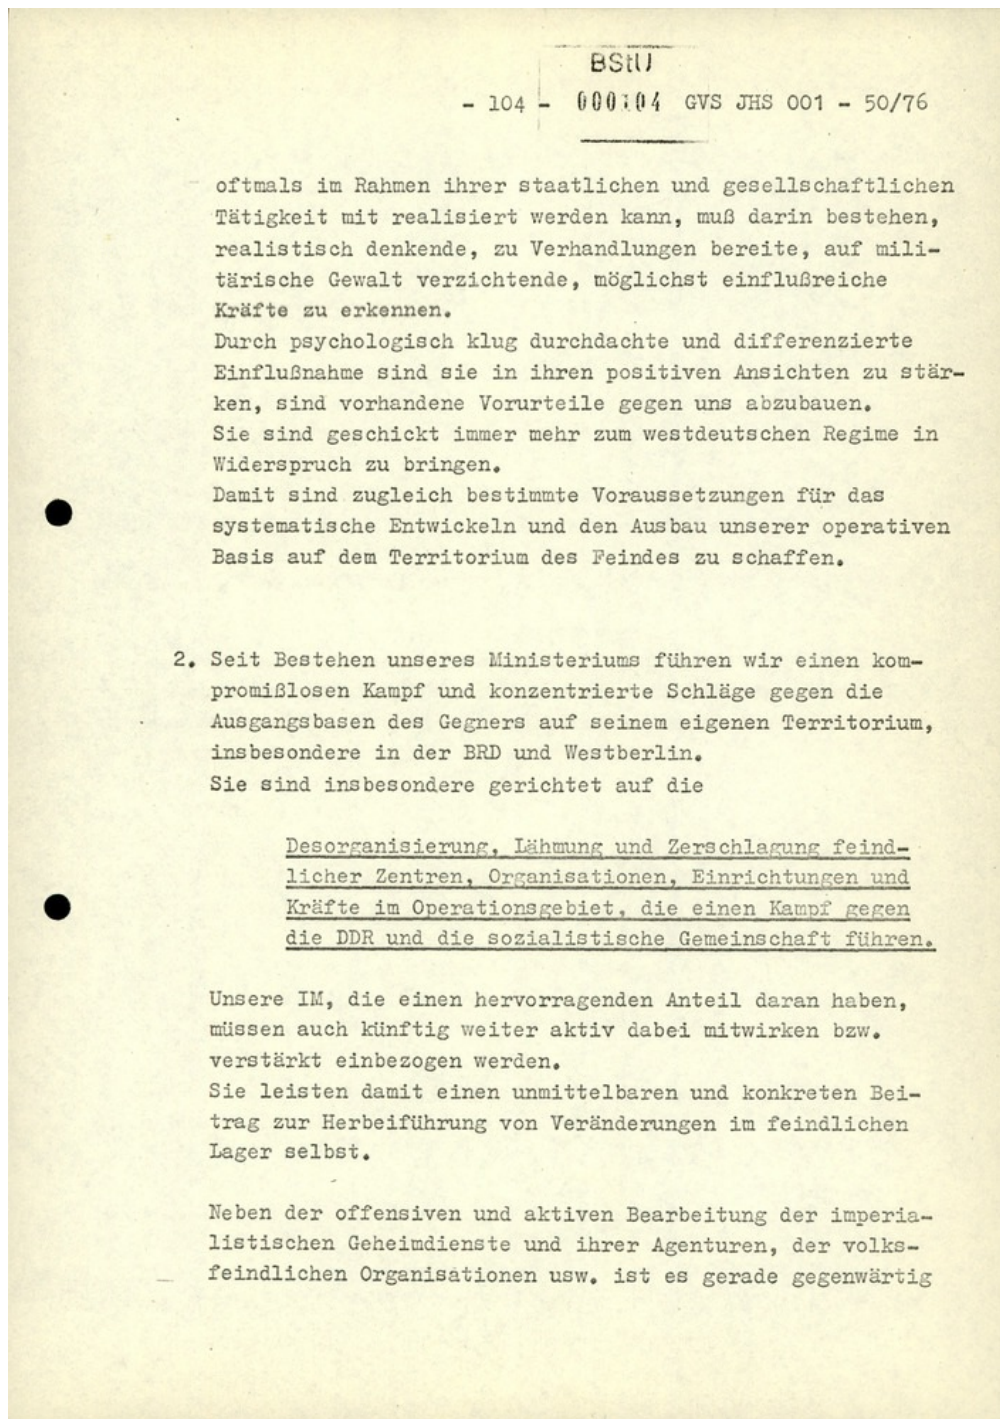 BStU
- 104 - 000104 GVS JHS 001 - 50/76
oftmals im Rahmen ihrer staatlichen und gesellschaftlichen
Tätigkeit mit realisiert werden kann, muß darin bestehen,
realistisch denkende, zu Verhandlungen bereite, auf mili-
tärische Gewalt verzichtende, möglichst einflußreiche
Kräfte zu erkennen.
Durch psychologisch klug durchdachte und differenzierte
Einflußnahme sind sie in ihren positiven Ansichten zu stär-
ken, sind vorhandene Vorurteile gegen uns abzubauen.
Sie sind geschickt immer mehr zum westdeutschen Regime in
Widerspruch zu bringen.
Damit sind zugleich bestimmte Voraussetzungen für das
systematische Entwickeln und den Ausbau unserer operativen
Basis auf dem Territorium des Feindes zu schaffen.
2. Seit Bestehen unseres Ministeriums führen wir einen kom-
promißlosen Kampf und konzentrierte Schläge gegen die
Ausgangsbasen des Gegners auf seinem eigenen Territorium,
insbesondere in der BRD und Westberlin.
Sie sind insbesondere gerichtet auf die
Desorganisierung, Lähmung und Zerschlagung feind-
licher Zentren, Organisationen, Einrichtungen und
Kräfte im Operationsgebiet, die einen Kampf gegen
die DDR und die sozialistische Gemeinschaft führen.
Unsere IM, die einen hervorragenden Anteil daran haben,
müssen auch künftig weiter aktiv dabei mitwirken bzw.
verstärkt einbezogen werden.
Sie leisten damit einen unmittelbaren und konkreten Bei-
trag zur Herbeiführung von Veränderungen im feindlichen
Lager selbst.
Neben der offensiven und aktiven Bearbeitung der imperia-
listischen Geheimdienste und ihrer Agenturen, der volks-
feindlichen Organisationen usw. ist es gerade gegenwärtig